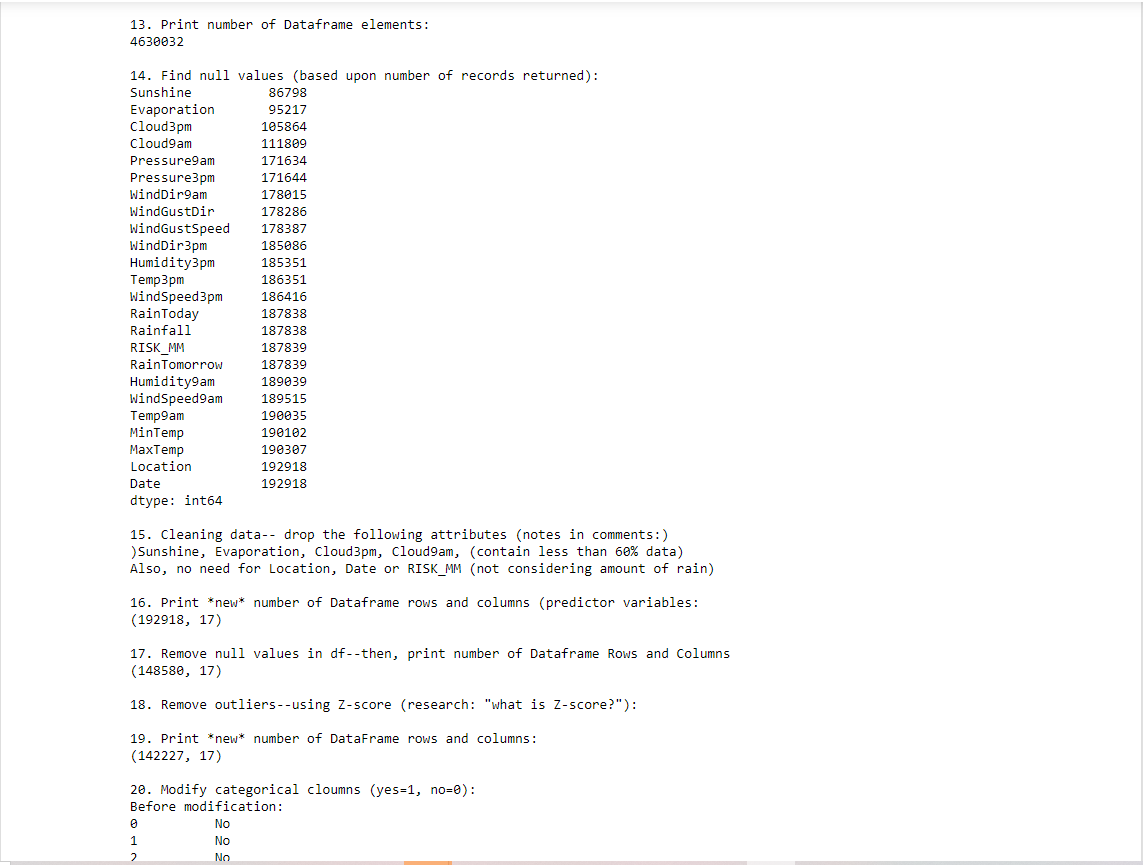 13. Print number of Dataframe elements:
4630032
14. Find null values (based upon number of records returned):
Sunshine 86798
Evaporation 95217
Cloud3pm 105864
Cloud9am 111809
Pressure9am 171634
Pressure3pm 171644
WindDir9am 178015
WindGustDir 178286
WindGustSpeed 178387
WindDir3pm 185086
Humidity3pm 185351
Temp3pm 186351
WindSpeed3pm 186416
RainToday 187838
Rainfall 187838
RISK_MM 187839
RainTomorrow 187839
Humidity9am 189039
WindSpeed9am 189515
Temp9am 190035
MinTemp 190102
MaxTemp 190307
Location 192918
Date 192918
dtype: int64
15. Cleaning data-- drop the following attributes (notes in comments:)
)Sunshine, Evaporation, Cloud3pm, Cloud9am, (contain less than 60% data)
Also, no need for Location, Date or RISK_MM (not considering amount of rain)
16. Print *new* number of Dataframe rows and columns (predictor variables:
(192918, 17)
17. Remove null values in df--then, print number of Dataframe Rows and Columns
(148580, 17)
18. Remove outliers--using Z-score (research: "what is Z-score?"):
19. Print *new* number of DataFrame rows and columns:
(142227, 17)
20. Modify categorical cloumns (yes=1, no=0):
Before modification:
0 No
1 No
2 No